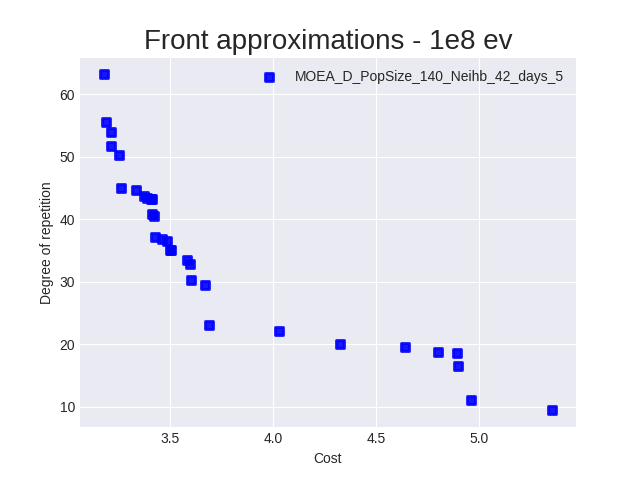 Front approximations - 1e8 ev
MOEA_D_PopSize_140_Neihb_42_days_5
Degree of repetition
60
50
40
30
20
10
3.5 4.0 4.5 5.0
Cost